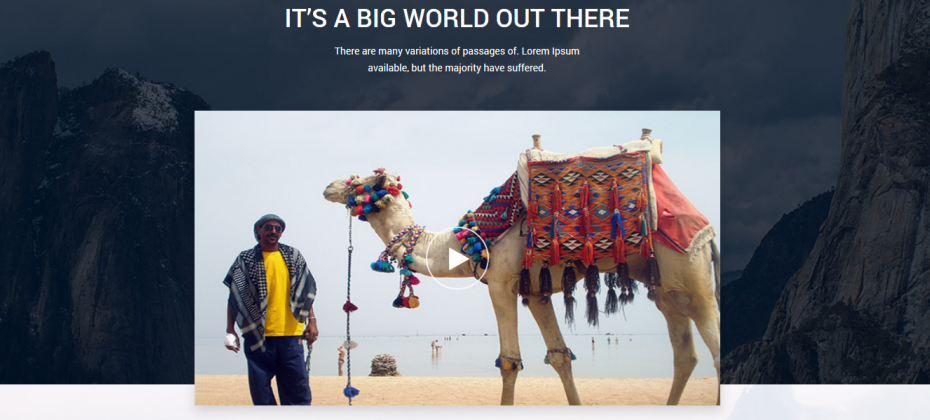 IT’S A BIG WORLD OUT THERE
There are many variations of passages of. Lorem Ipsum
available, but the majority have suffered.